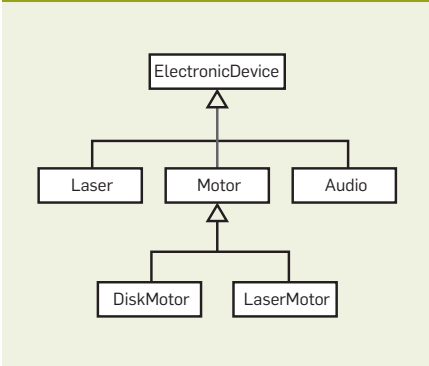 ElectronicDevice
Laser
Motor
Audio
DiskMotor
LaserMotor